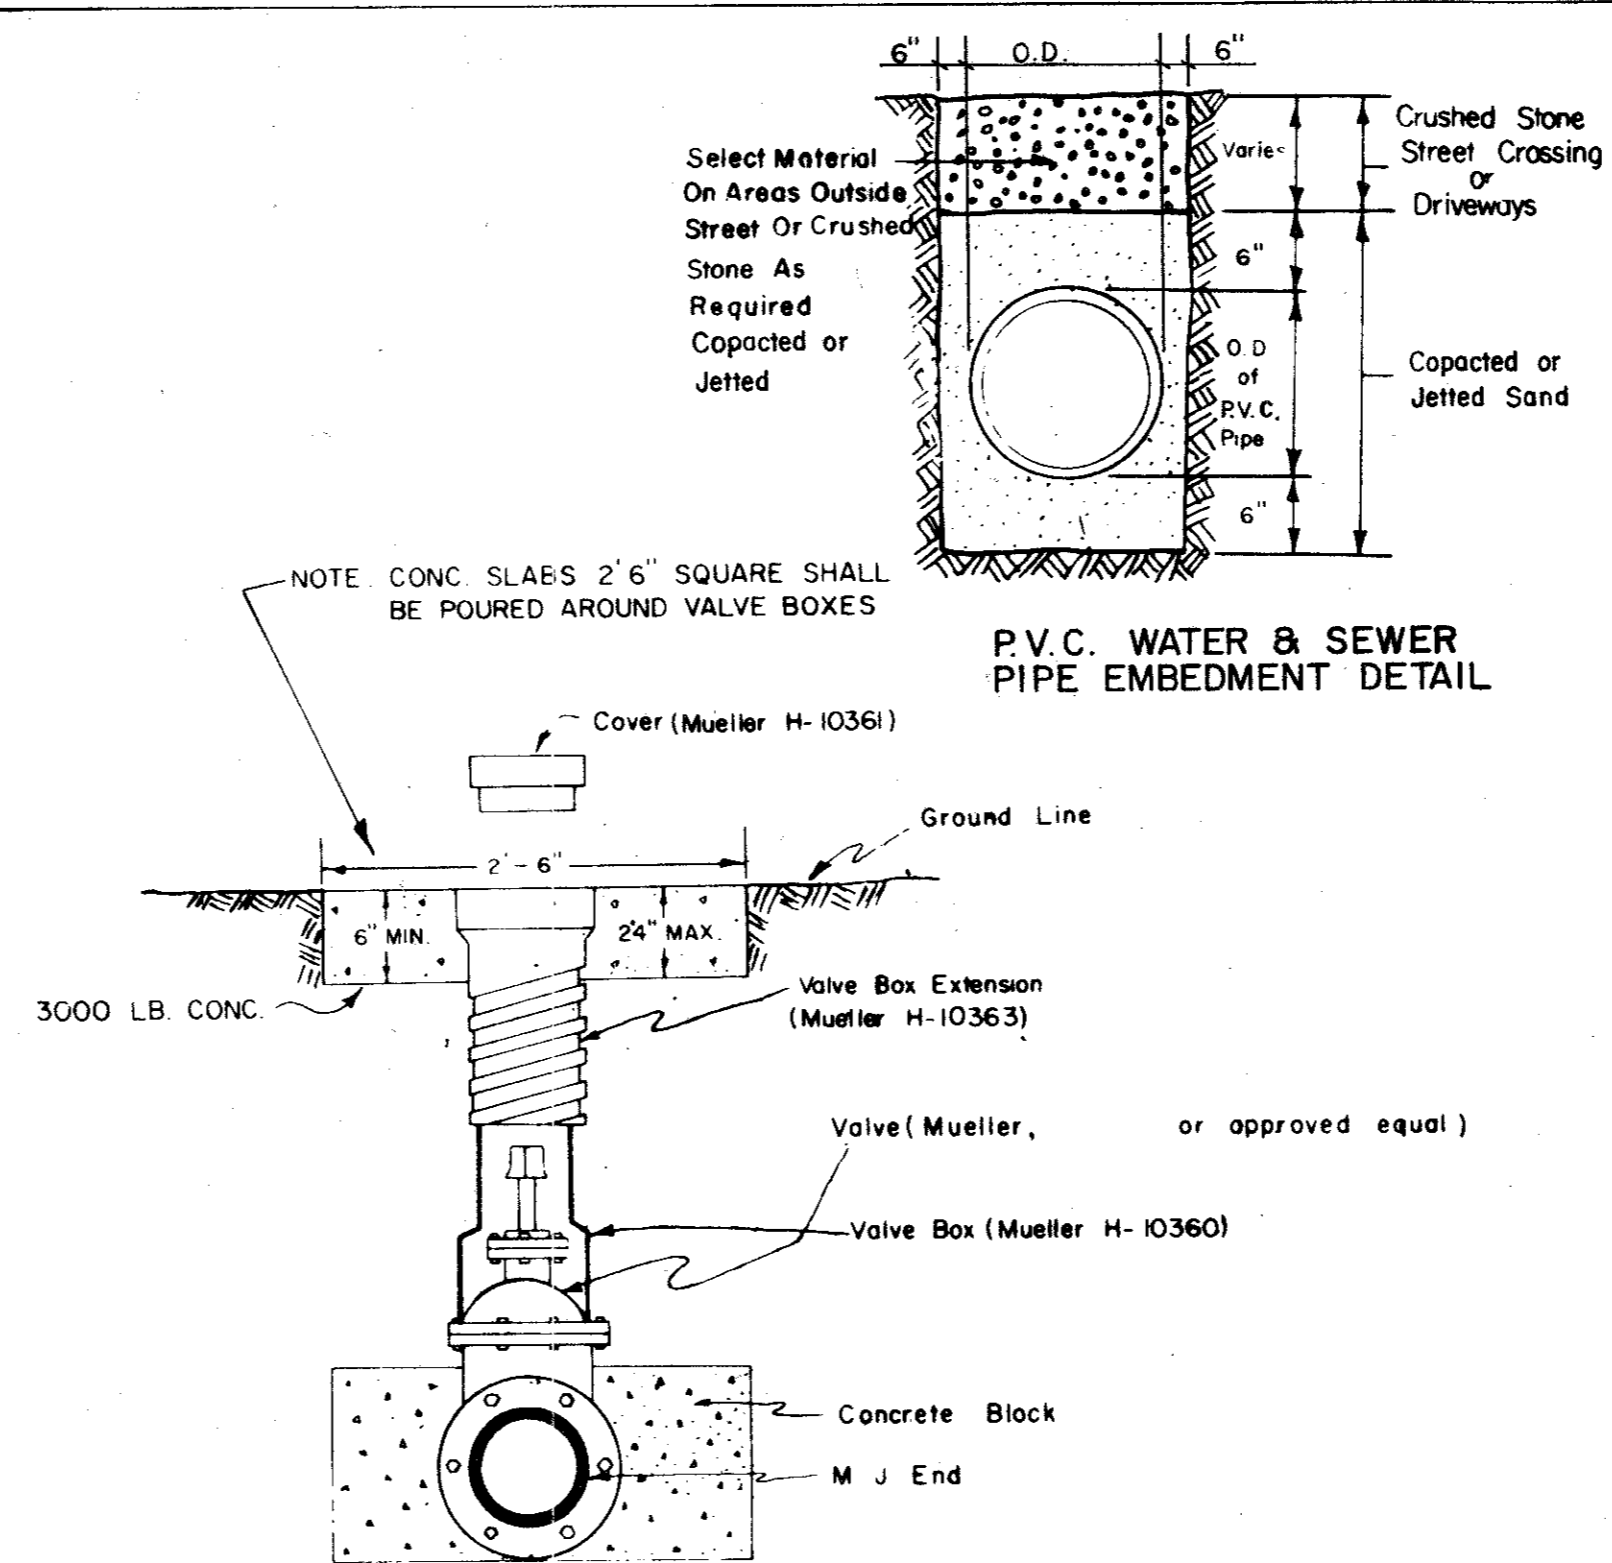 6" O.D. 6"
Select Material
On Areas Outside
Street Or Crushed
Stone As
Required
Copacted or
Jetted
Varies
6"
O.D
of
P.V.C.
Pipe
6"
Crushed Stone
Street Crossing
or
Driveways
Copacted or
Jetted Sand
P.V.C. WATER & SEWER
PIPE EMBEDMENT DETAIL
NOTE. CONC. SLABS 2'6" SQUARE SHALL
BE POURED AROUND VALVE BOXES
Cover (Mueller H-10361)
Ground Line
2'-6"
6" MIN. 2'4" MAX.
3000 LB. CONC.
Valve Box Extension
(Mueller H-10363)
Valve (Mueller, or approved equal)
Valve Box (Mueller H-10360)
Concrete Block
M J End